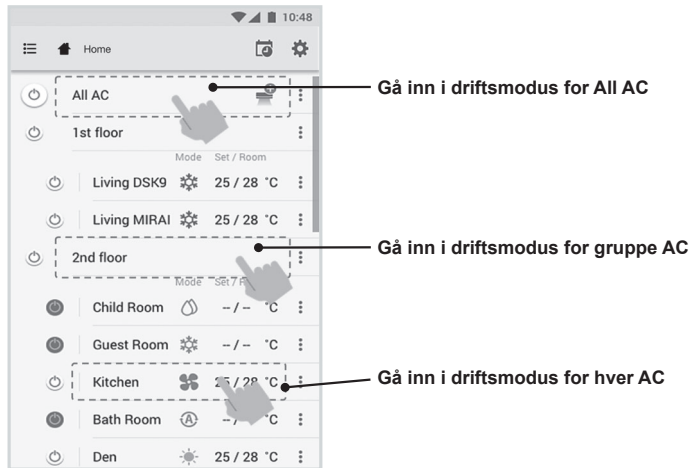 10:48
Home
All AC
Gå inn i driftsmodus for All AC
1st floor
Mode Set / Room
Living DSK9 25 / 28 °C
Living MIRAI 25 / 28 °C
2nd floor
Gå inn i driftsmodus for gruppe AC
Mode Set /
Child Room -- / -- °C
Guest Room -- / -- °C
Kitchen 25 / 28 °C
Gå inn i driftsmodus for hver AC
Bath Room A -- / °C
Den 25 / 28 °C